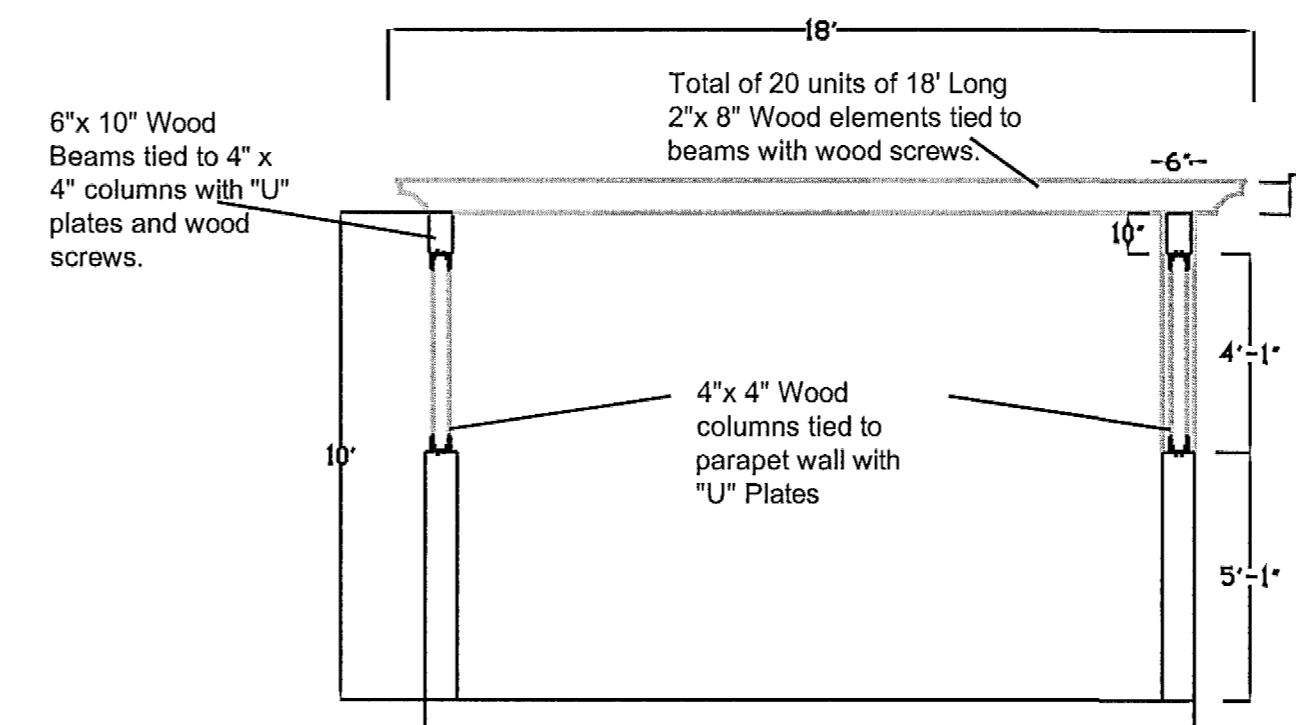 18'
Total of 20 units of 18' Long
2"x 8" Wood elements tied to
beams with wood screws.
6"x 10" Wood
Beams tied to 4" x
4" columns with "U"
plates and wood
screws.
6"
10"
4'-1"
4"x 4" Wood
columns tied to
parapet wall with
"U" Plates
10'
5'-1"